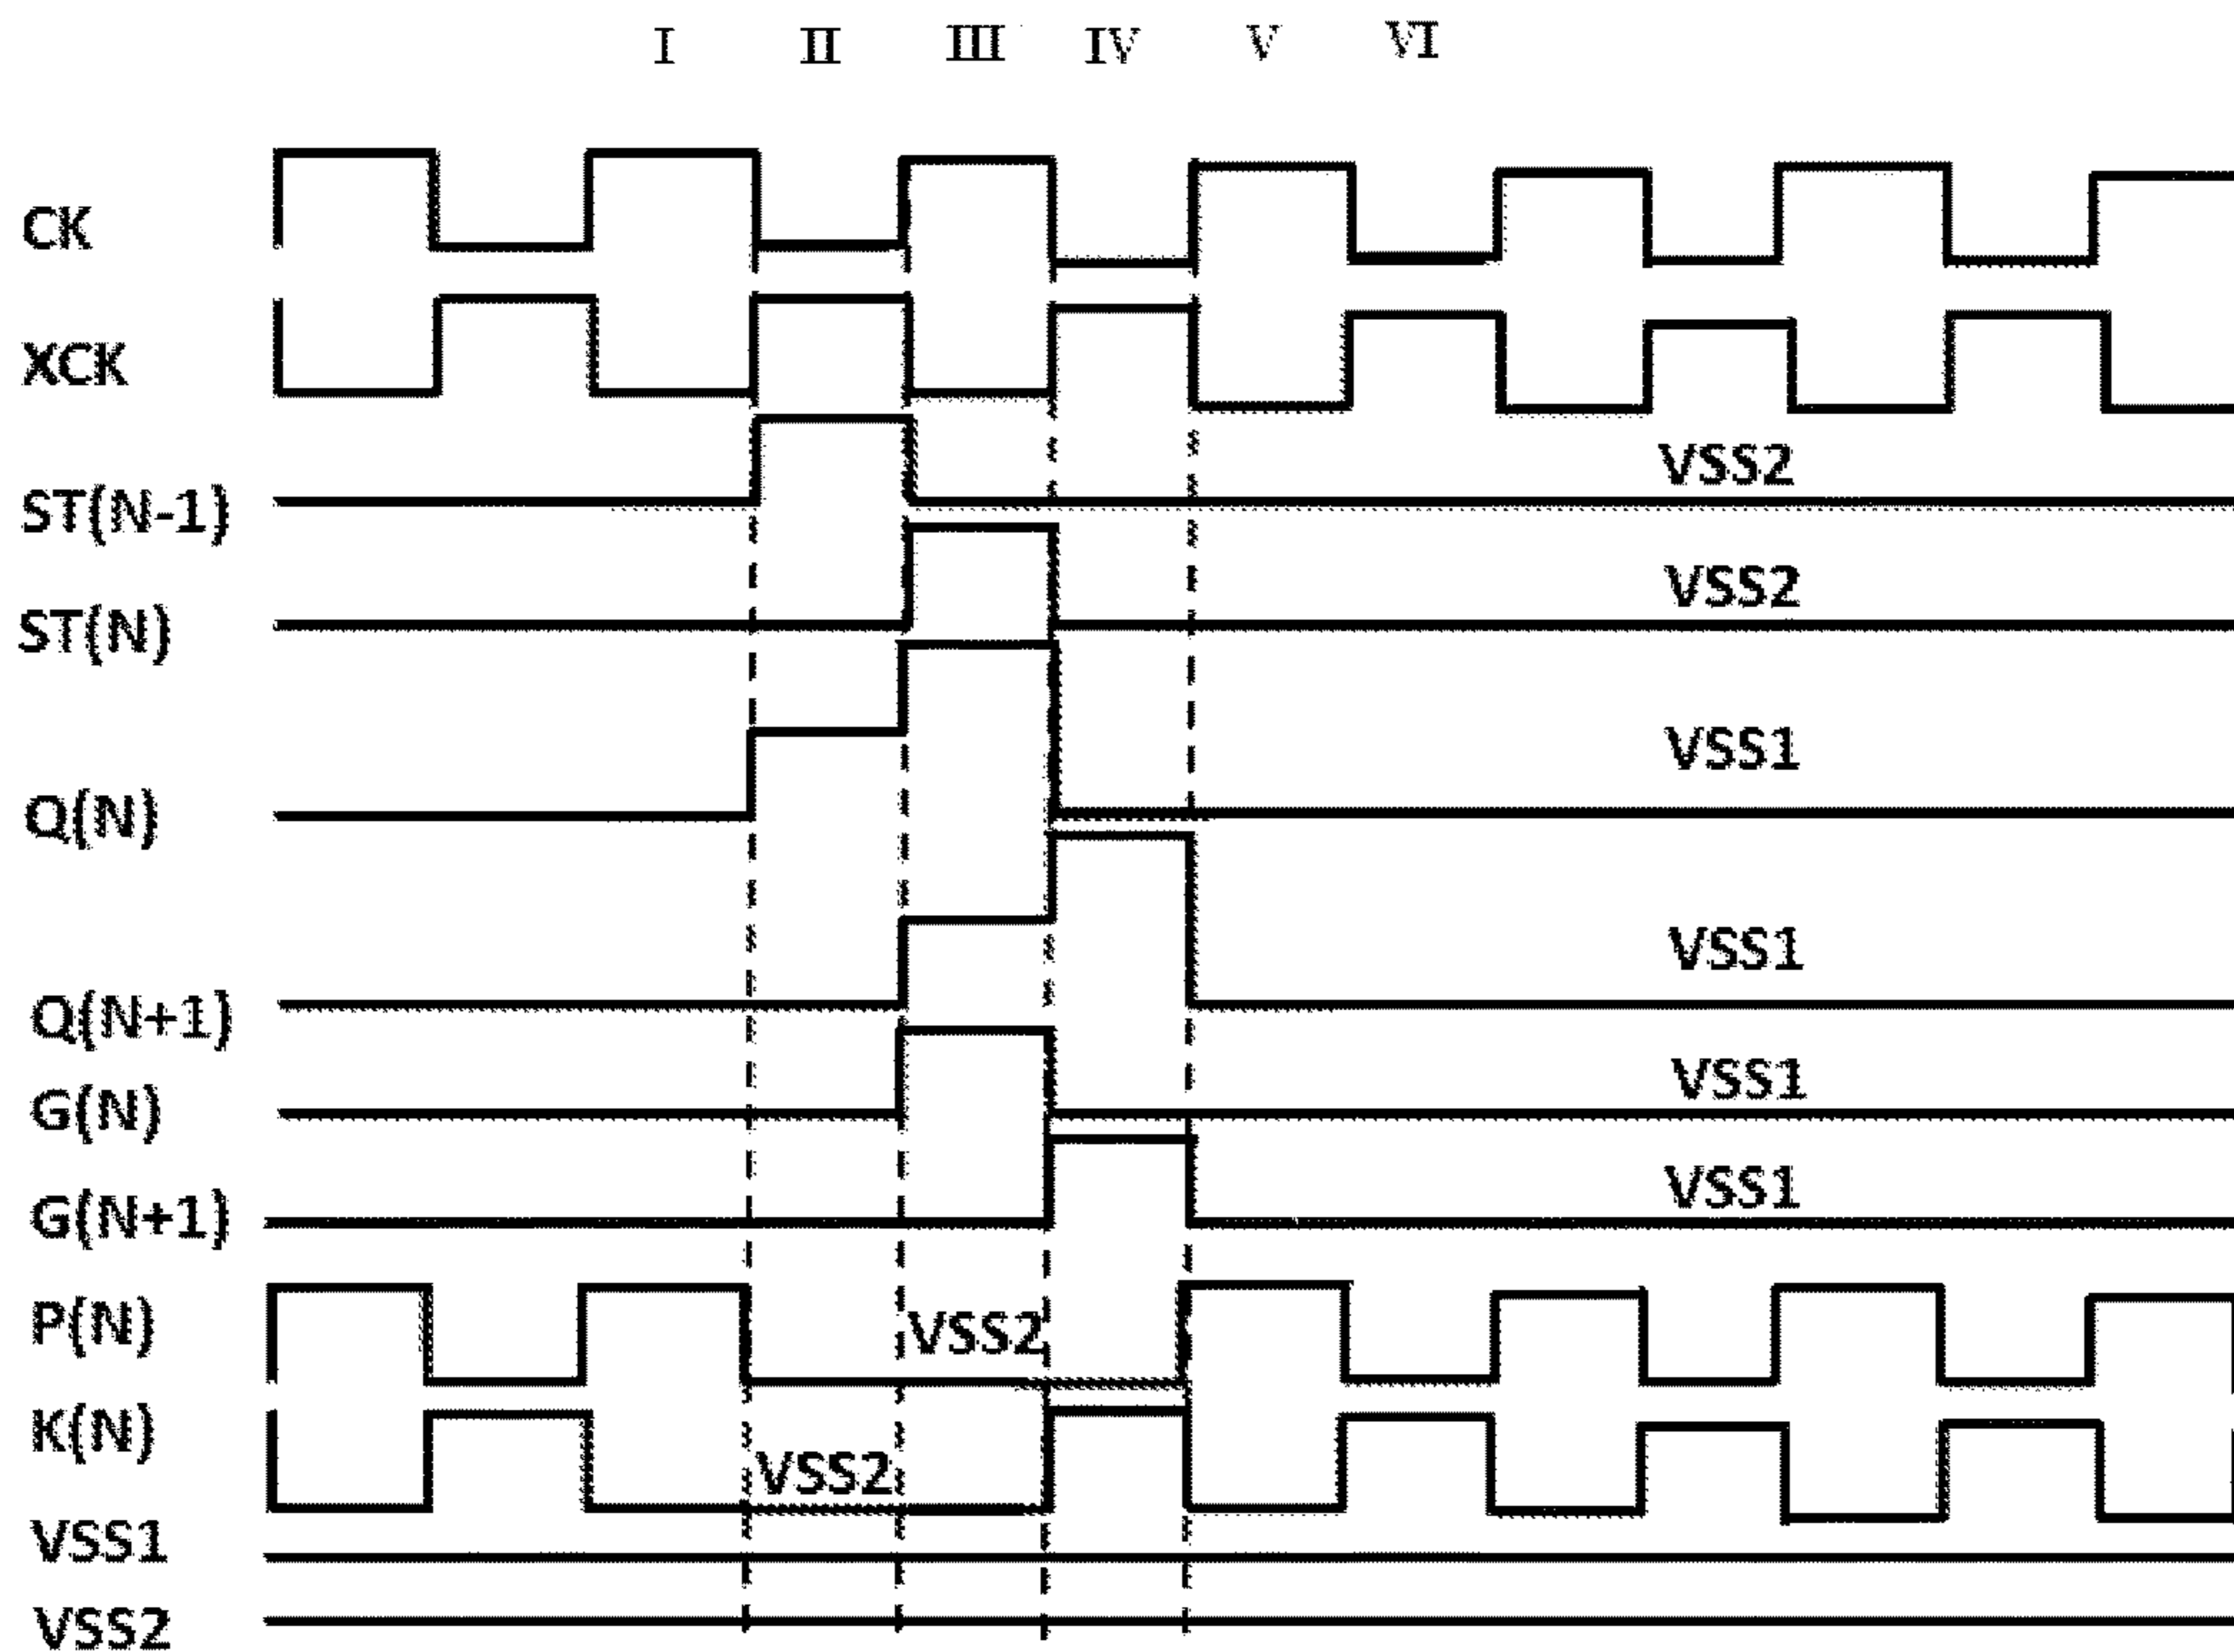 I II III IV V VI
CK
XCK
VSS2
ST(N-1)
VSS2
ST(N)
VSS1
Q(N)
VSS1
Q(N+1)
VSS1
G(N)
VSS1
G(N+1)
P(N) VSS2
K(N)
VSS2
VSS1
VSS2